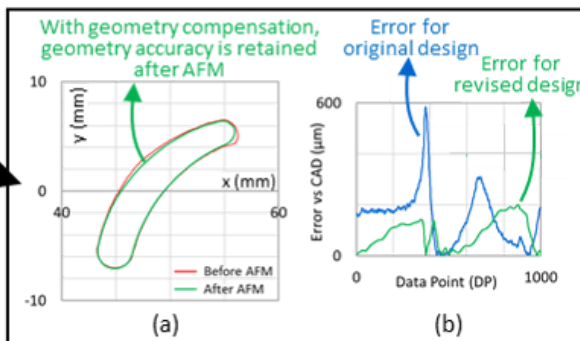 With geometry compensation,
geometry accuracy is retained
after AFM
10
y (mm)
x (mm)
0
40
60
Before AFM
After AFM
-10
(a)
Error for
original design
Error for
revised design
600
Error vs CAD (μm)
0
0
1000
Data Point (DP)
(b)